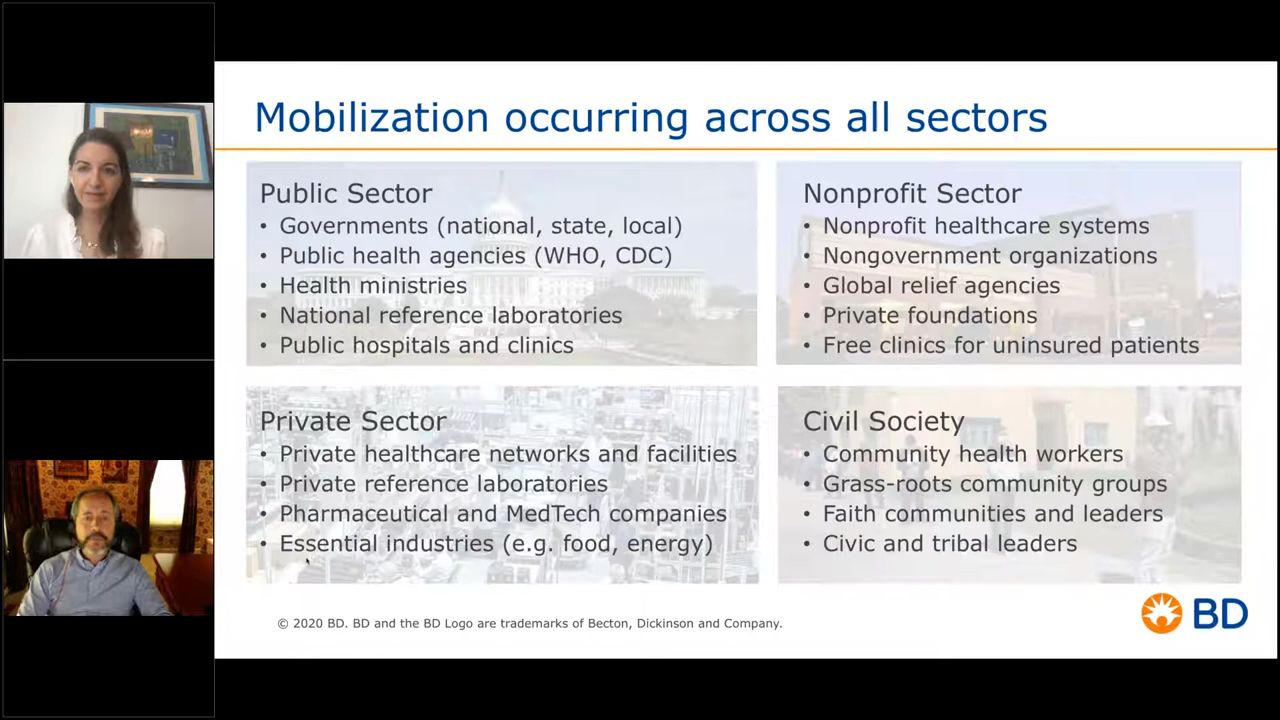 Mobilization occurring across all sectors
Public Sector
• Governments (national, state, local)
• Public health agencies (WHO, CDC)
• Health ministries
• National reference laboratories
• Public hospitals and clinics
Nonprofit Sector
• Nonprofit healthcare systems
• Nongovernment organizations
• Global relief agencies
• Private foundations
• Free clinics for uninsured patients
Private Sector
• Private healthcare networks and facilities
• Private reference laboratories
• Pharmaceutical and MedTech companies
• Essential industries (e.g. food, energy)
Civil Society
• Community health workers
• Grass-roots community groups
• Faith communities and leaders
• Civic and tribal leaders
© 2020 BD. BD and the BD Logo are trademarks of Becton, Dickinson and Company.
BD